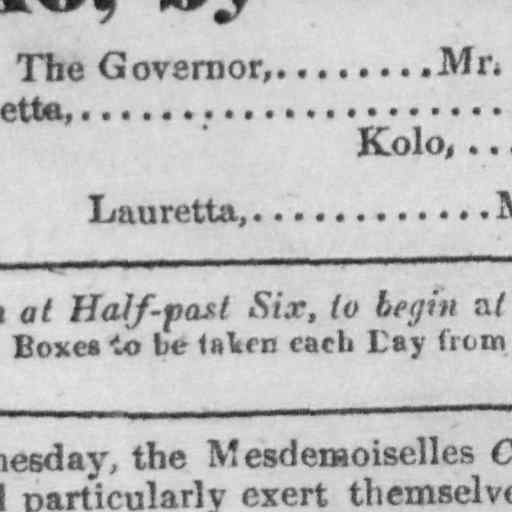 The Governor,........Mr.
ette,......................
Kolo,...
Lauretta,.............M
at Half-past Six, to begin at
Boxes to be taken each Day from
nesday, the Mesdemoiselles C
particularly exert themselve